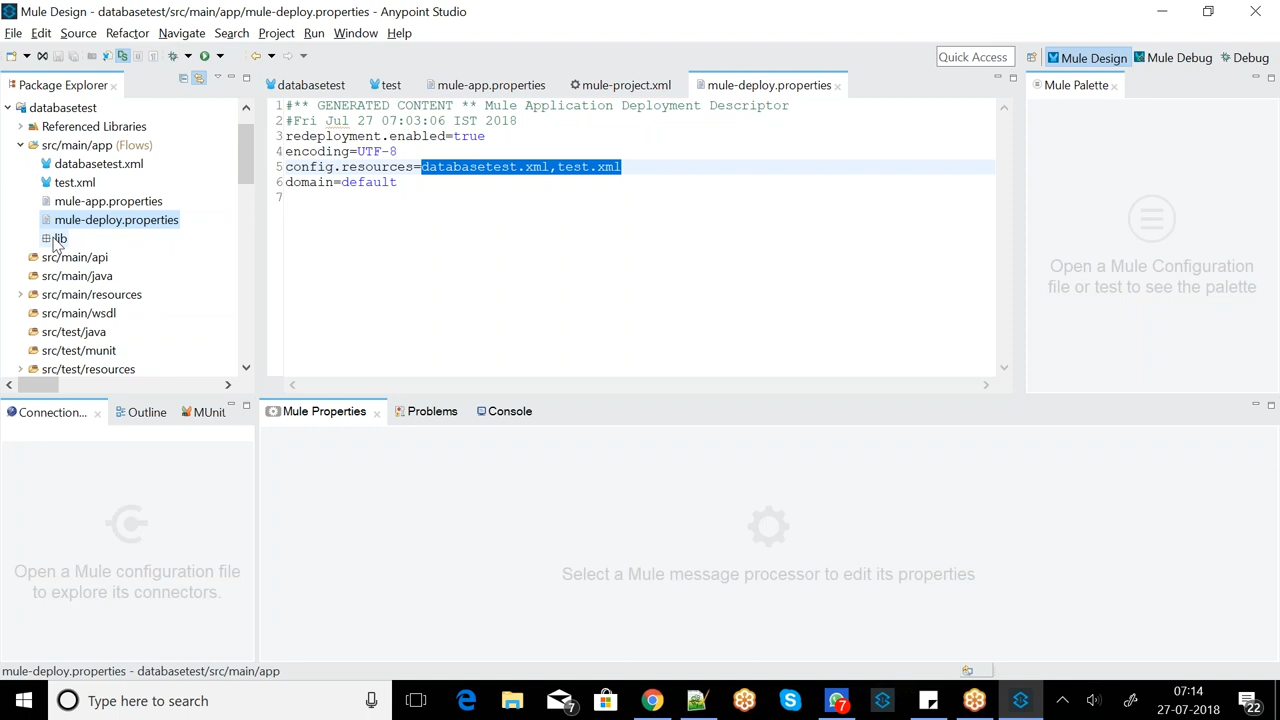 Mule Design - databasetest/src/main/app/mule-deploy.properties - Anypoint Studio
File Edit Source Refactor Navigate Search Project Run Window Help
Quick Access Mule Design Mule Debug Debug
Package Explorer
databasetest
Referenced Libraries
src/main/app (Flows)
databasetest.xml
test.xml
mule-app.properties
mule-deploy.properties
lib
src/main/api
src/main/java
src/main/resources
src/main/wsdl
src/test/java
src/test/munit
src/test/resources
databasetest test mule-app.properties mule-project.xml mule-deploy.properties
1 #** GENERATED CONTENT ** Mule Application Deployment Descriptor
2 #Fri Jul 27 07:03:06 IST 2018
3 redeployment.enabled=true
4 encoding=UTF-8
5 config.resources=databasetest.xml,test.xml
6 domain=default
7
Mule Palette
Open a Mule Configuration
file or test to see the palette
Connection... Outline MUnit
Open a Mule configuration file
to explore its connectors.
Mule Properties Problems Console
Select a Mule message processor to edit its properties
mule-deploy.properties - databasetest/src/main/app
Type here to search
7
7
07:14
27-07-2018
22